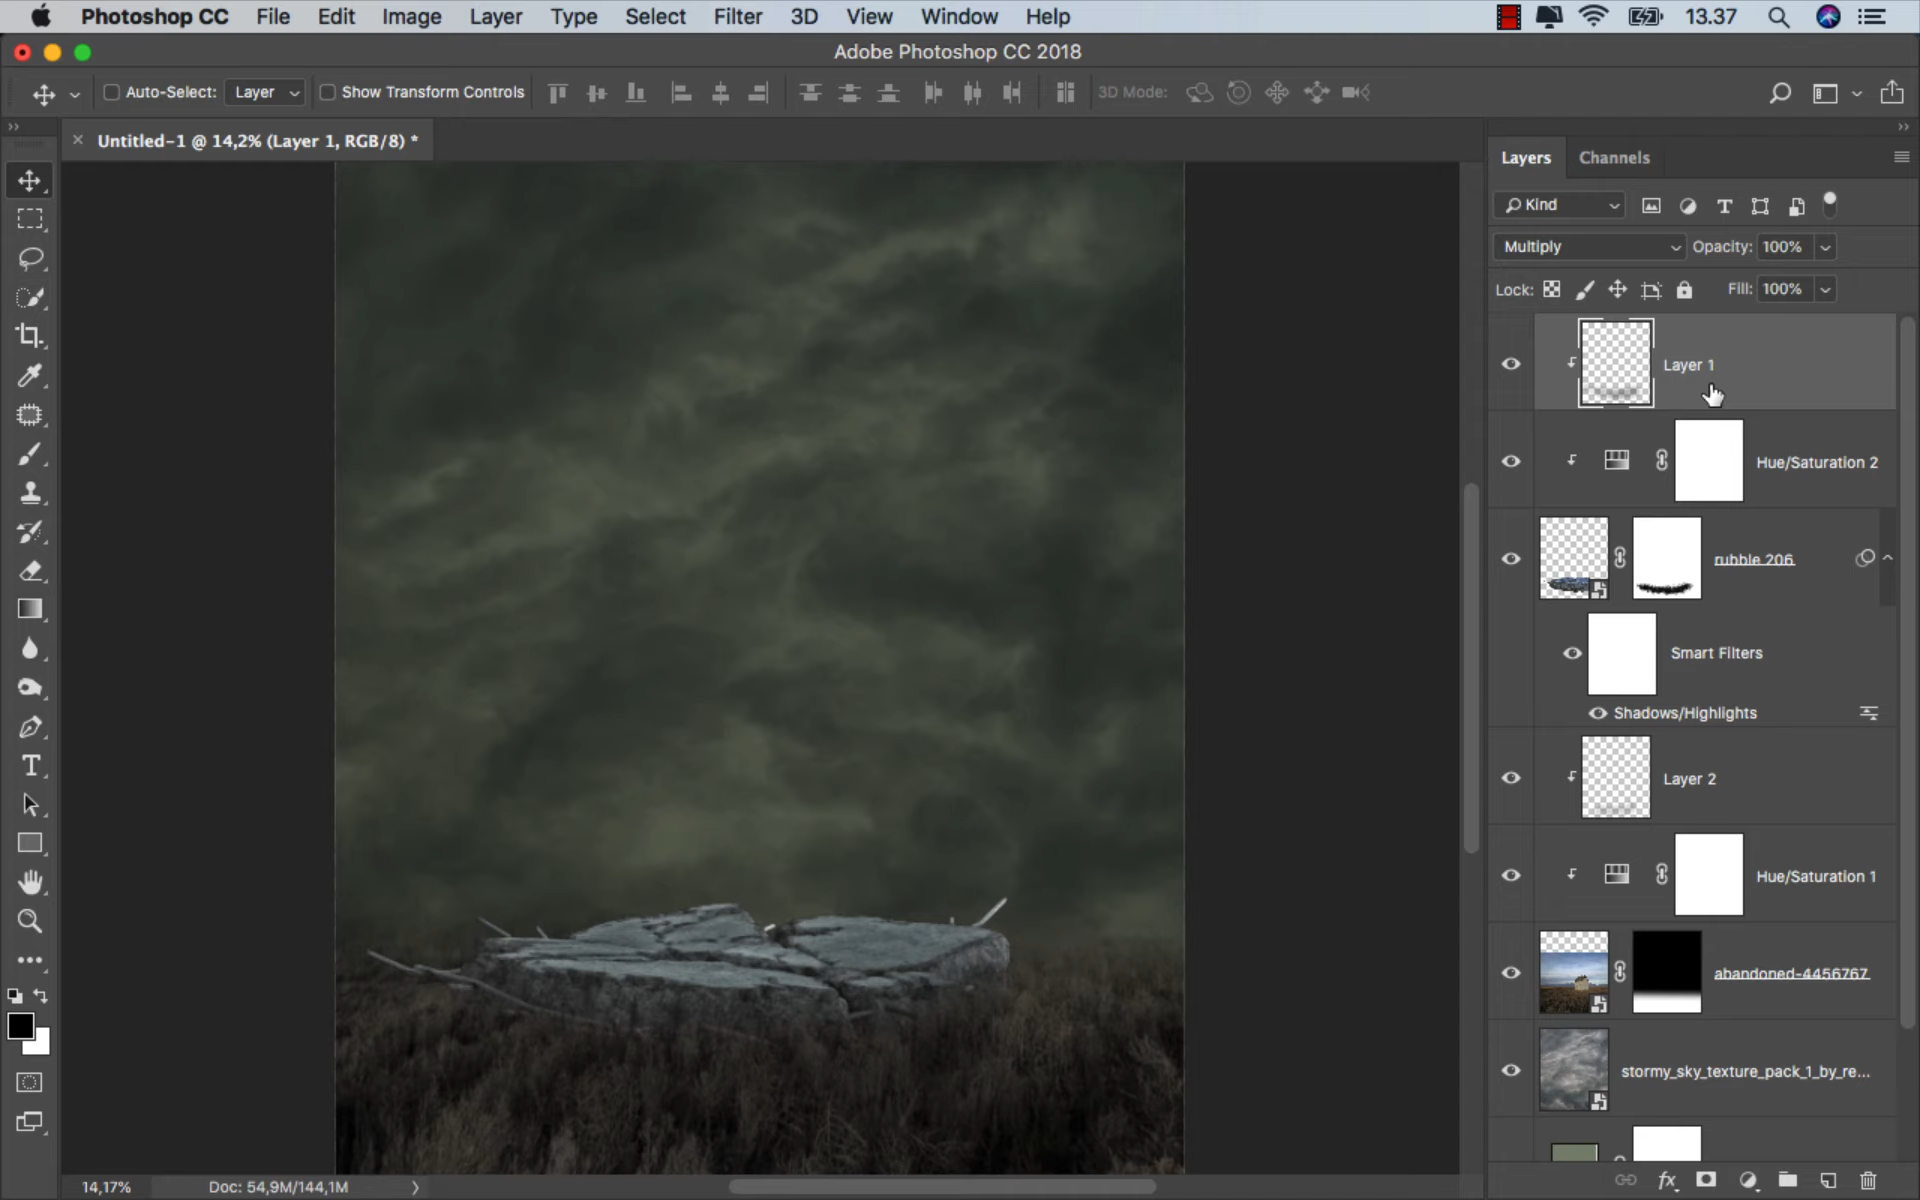 Photoshop CC File Edit Image Layer Type Select Filter 3D View Window Help 13.37
Adobe Photoshop CC 2018
Auto-Select: Layer Show Transform Controls 3D Mode:
Untitled-1 @ 14,2% (Layer 1, RGB/8) *
Layers Channels
Kind
Multiply Opacity: 100%
Lock: Fill: 100%
Layer 1
Hue/Saturation 2
rubble 206
Smart Filters
Shadows/Highlights
Layer 2
Hue/Saturation 1
abandoned-4456767
stormy_sky_texture_pack_1_by_re...
14,17% Doc: 54,9M/144,1M
fx